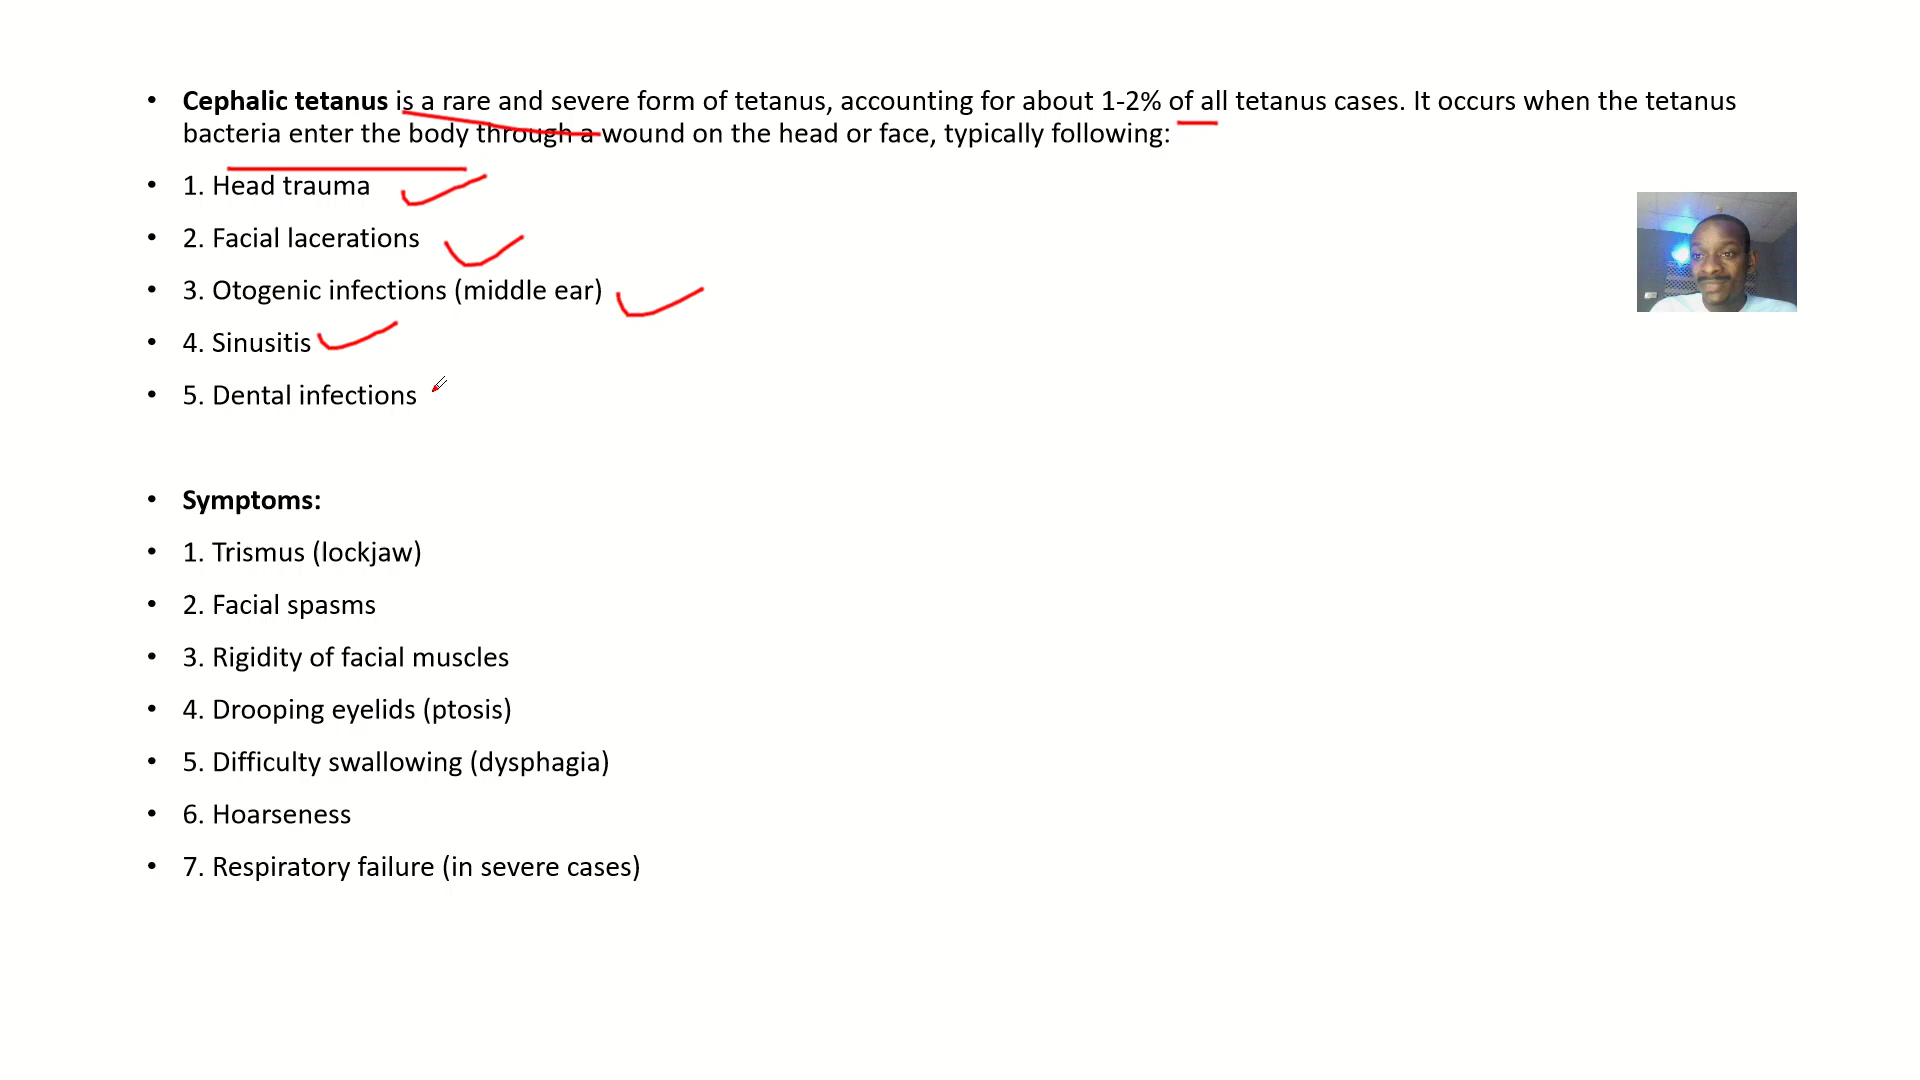 • Cephalic tetanus is a rare and severe form of tetanus, accounting for about 1-2% of all tetanus cases. It occurs when the tetanus
bacteria enter the body through a wound on the head or face, typically following:
• 1. Head trauma
• 2. Facial lacerations
• 3. Otogenic infections (middle ear)
• 4. Sinusitis
• 5. Dental infections
• Symptoms:
• 1. Trismus (lockjaw)
• 2. Facial spasms
• 3. Rigidity of facial muscles
• 4. Drooping eyelids (ptosis)
• 5. Difficulty swallowing (dysphagia)
• 6. Hoarseness
• 7. Respiratory failure (in severe cases)